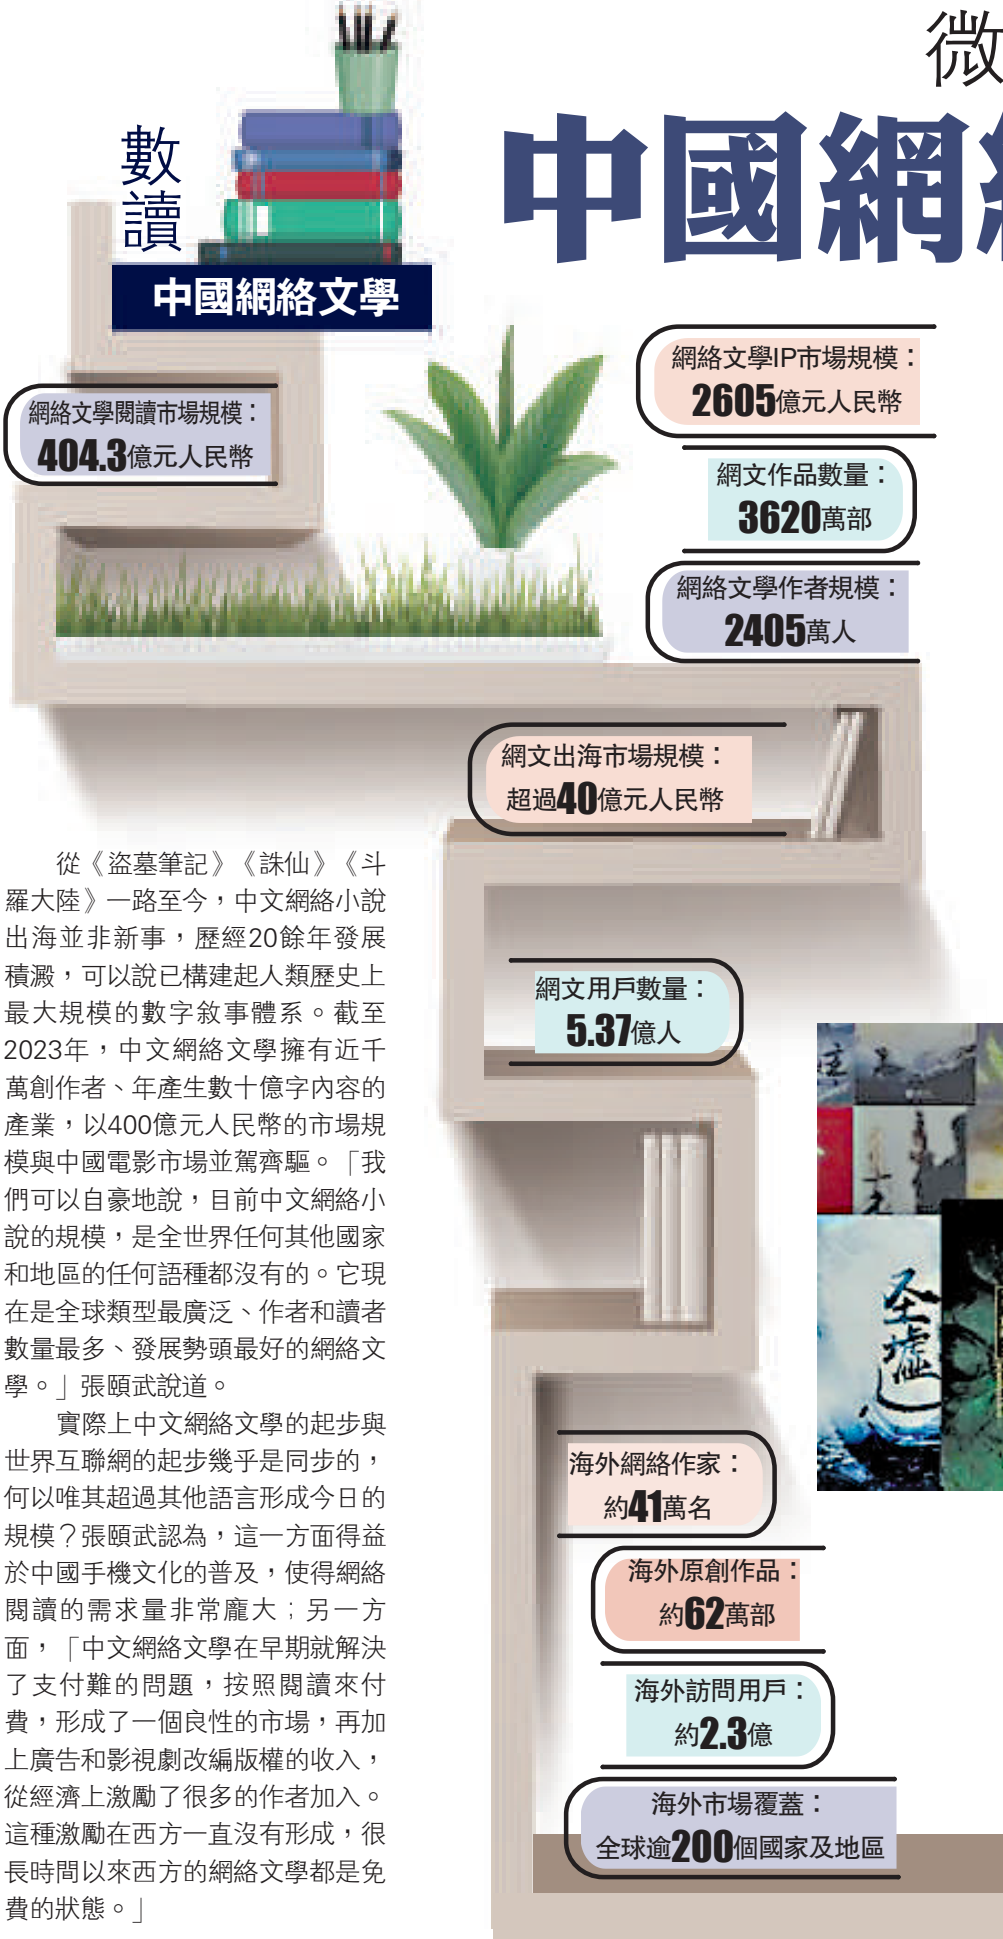 微
中國網
數讀
中國網絡文學
網絡文學閱讀市場規模：
404.3億元人民幣
網絡文學IP市場規模：
2605億元人民幣
網文作品數量：
3620萬部
網絡文學作者規模：
2405萬人
網文出海市場規模：
超過40億元人民幣
網文用戶數量：
5.37億人
海外網絡作家：
約41萬名
海外原創作品：
約62萬部
海外訪問用戶：
約2.3億
海外市場覆蓋：
全球逾200個國家及地區
從《盜墓筆記》《誅仙》《斗
羅大陸》一路至今，中文網絡小說
出海並非新事，歷經20餘年發展
積澱，可以說已構建起人類歷史上
最大規模的數字敘事體系。截至
2023年，中文網絡文學擁有近千
萬創作者、年產生數十億字內容的
產業，以400億元人民幣的市場規
模與中國電影市場並駕齊驅。「我
們可以自豪地說，目前中文網絡小
說的規模，是全世界任何其他國家
和地區的任何語種都沒有的。它現
在是全球類型最廣泛、作者和讀者
數量最多、發展勢頭最好的網絡文
學。」張頤武說道。
實際上中文網絡文學的起步與
世界互聯網的起步幾乎是同步的，
何以唯其超過其他語言形成今日的
規模？張頤武認為，這一方面得益
於中國手機文化的普及，使得網絡
閱讀的需求量非常龐大；另一方
面，「中文網絡文學在早期就解決
了支付難的問題，按照閱讀來付
費，形成了一個良性的市場，再加
上廣告和影視劇改編版權的收入，
從經濟上激勵了很多的作者加入。
這種激勵在西方一直沒有形成，很
長時間以來西方的網絡文學都是免
費的狀態。」
圣墟